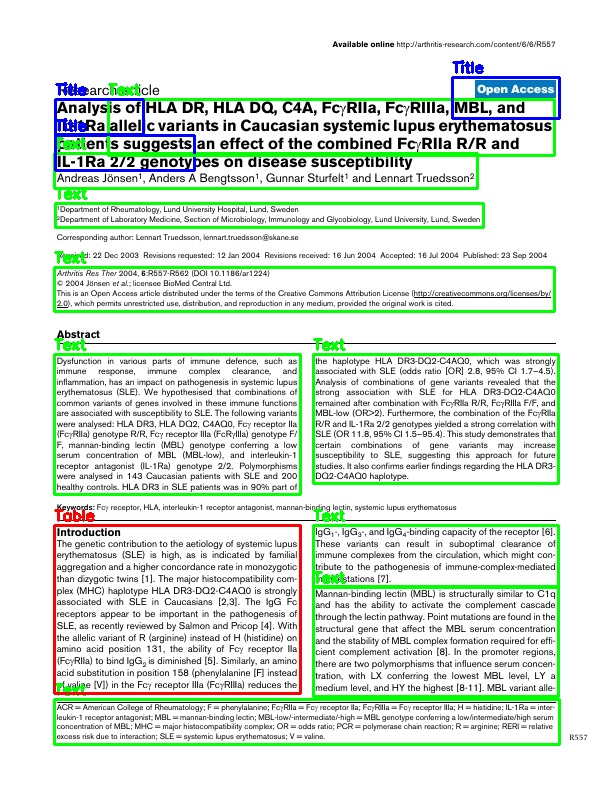 Available online http://arthritis-research.com/content/6/6/R557
Title
Title Text
Research article
Open Access
Analysis of HLA DR, HLA DQ, C4A, FcγRIIa, FcγRIIIa, MBL, and
Title
IL-1Ra allelic variants in Caucasian systemic lupus erythematosus
Text
patients suggests an effect of the combined FcγRIIa R/R and
IL-1Ra 2/2 genotypes on disease susceptibility
Andreas Jönsen¹, Anders A Bengtsson¹, Gunnar Sturfelt¹ and Lennart Truedsson²
Text
¹Department of Rheumatology, Lund University Hospital, Lund, Sweden
²Department of Laboratory Medicine, Section of Microbiology, Immunology and Glycobiology, Lund University, Lund, Sweden
Corresponding author: Lennart Truedsson, lennart.truedsson@skane.se
Text
Received: 22 Dec 2003 Revisions requested: 12 Jan 2004 Revisions received: 16 Jun 2004 Accepted: 16 Jul 2004 Published: 23 Sep 2004
Arthritis Res Ther 2004, 6:R557-R562 (DOI 10.1186/ar1224)
© 2004 Jönsen et al.; licensee BioMed Central Ltd.
This is an Open Access article distributed under the terms of the Creative Commons Attribution License (http://creativecommons.org/licenses/by/
2.0), which permits unrestricted use, distribution, and reproduction in any medium, provided the original work is cited.
Abstract
Text
Dysfunction in various parts of immune defence, such as
immune response, immune complex clearance, and
inflammation, has an impact on pathogenesis in systemic lupus
erythematosus (SLE). We hypothesised that combinations of
common variants of genes involved in these immune functions
are associated with susceptibility to SLE. The following variants
were analysed: HLA DR3, HLA DQ2, C4AQ0, Fcγ receptor IIa
(FcγRIIa) genotype R/R, Fcγ receptor IIIa (FcγRIIIa) genotype F/
F, mannan-binding lectin (MBL) genotype conferring a low
serum concentration of MBL (MBL-low), and interleukin-1
receptor antagonist (IL-1Ra) genotype 2/2. Polymorphisms
were analysed in 143 Caucasian patients with SLE and 200
healthy controls. HLA DR3 in SLE patients was in 90% part of
Text
the haplotype HLA DR3-DQ2-C4AQ0, which was strongly
associated with SLE (odds ratio [OR] 2.8, 95% CI 1.7–4.5).
Analysis of combinations of gene variants revealed that the
strong association with SLE for HLA DR3-DQ2-C4AQ0
remained after combination with FcγRIIa R/R, FcγRIIIa F/F, and
MBL-low (OR>2). Furthermore, the combination of the FcγRIIa
R/R and IL-1Ra 2/2 genotypes yielded a strong correlation with
SLE (OR 11.8, 95% CI 1.5–95.4). This study demonstrates that
certain combinations of gene variants may increase
susceptibility to SLE, suggesting this approach for future
studies. It also confirms earlier findings regarding the HLA DR3-
DQ2-C4AQ0 haplotype.
Keywords: Fcγ receptor, HLA, interleukin-1 receptor antagonist, mannan-binding lectin, systemic lupus erythematosus
Table
Introduction
The genetic contribution to the aetiology of systemic lupus
erythematosus (SLE) is high, as is indicated by familial
aggregation and a higher concordance rate in monozygotic
than dizygotic twins [1]. The major histocompatibility com-
plex (MHC) haplotype HLA DR3-DQ2-C4AQ0 is strongly
associated with SLE in Caucasians [2,3]. The IgG Fc
receptors appear to be important in the pathogenesis of
SLE, as recently reviewed by Salmon and Pricop [4]. With
the allelic variant of R (arginine) instead of H (histidine) on
amino acid position 131, the ability of Fcγ receptor IIa
(FcγRIIa) to bind IgG₂ is diminished [5]. Similarly, an amino
acid substitution in position 158 (phenylalanine [F] instead
of valine [V]) in the Fcγ receptor IIIa (FcγRIIIa) reduces the
Text
IgG₁-, IgG₃-, and IgG₄-binding capacity of the receptor [6].
These variants can result in suboptimal clearance of
immune complexes from the circulation, which might con-
tribute to the pathogenesis of immune-complex-mediated
manifestations [7].
Text
Mannan-binding lectin (MBL) is structurally similar to C1q
and has the ability to activate the complement cascade
through the lectin pathway. Point mutations are found in the
structural gene that affect the MBL serum concentration
and the stability of MBL complex formation required for effi-
cient complement activation [8]. In the promoter regions,
there are two polymorphisms that influence serum concen-
tration, with LX conferring the lowest MBL level, LY a
medium level, and HY the highest [8-11]. MBL variant alle-
Text
ACR = American College of Rheumatology; F = phenylalanine; FcγRIIa = Fcγ receptor IIa; FcγRIIIa = Fcγ receptor IIIa; H = histidine; IL-1Ra = inter-
leukin-1 receptor antagonist; MBL = mannan-binding lectin; MBL-low/-intermediate/-high = MBL genotype conferring a low/intermediate/high serum
concentration of MBL; MHC = major histocompatibility complex; OR = odds ratio; PCR = polymerase chain reaction; R = arginine; RERI = relative
excess risk due to interaction; SLE = systemic lupus erythematosus; V = valine.
R557